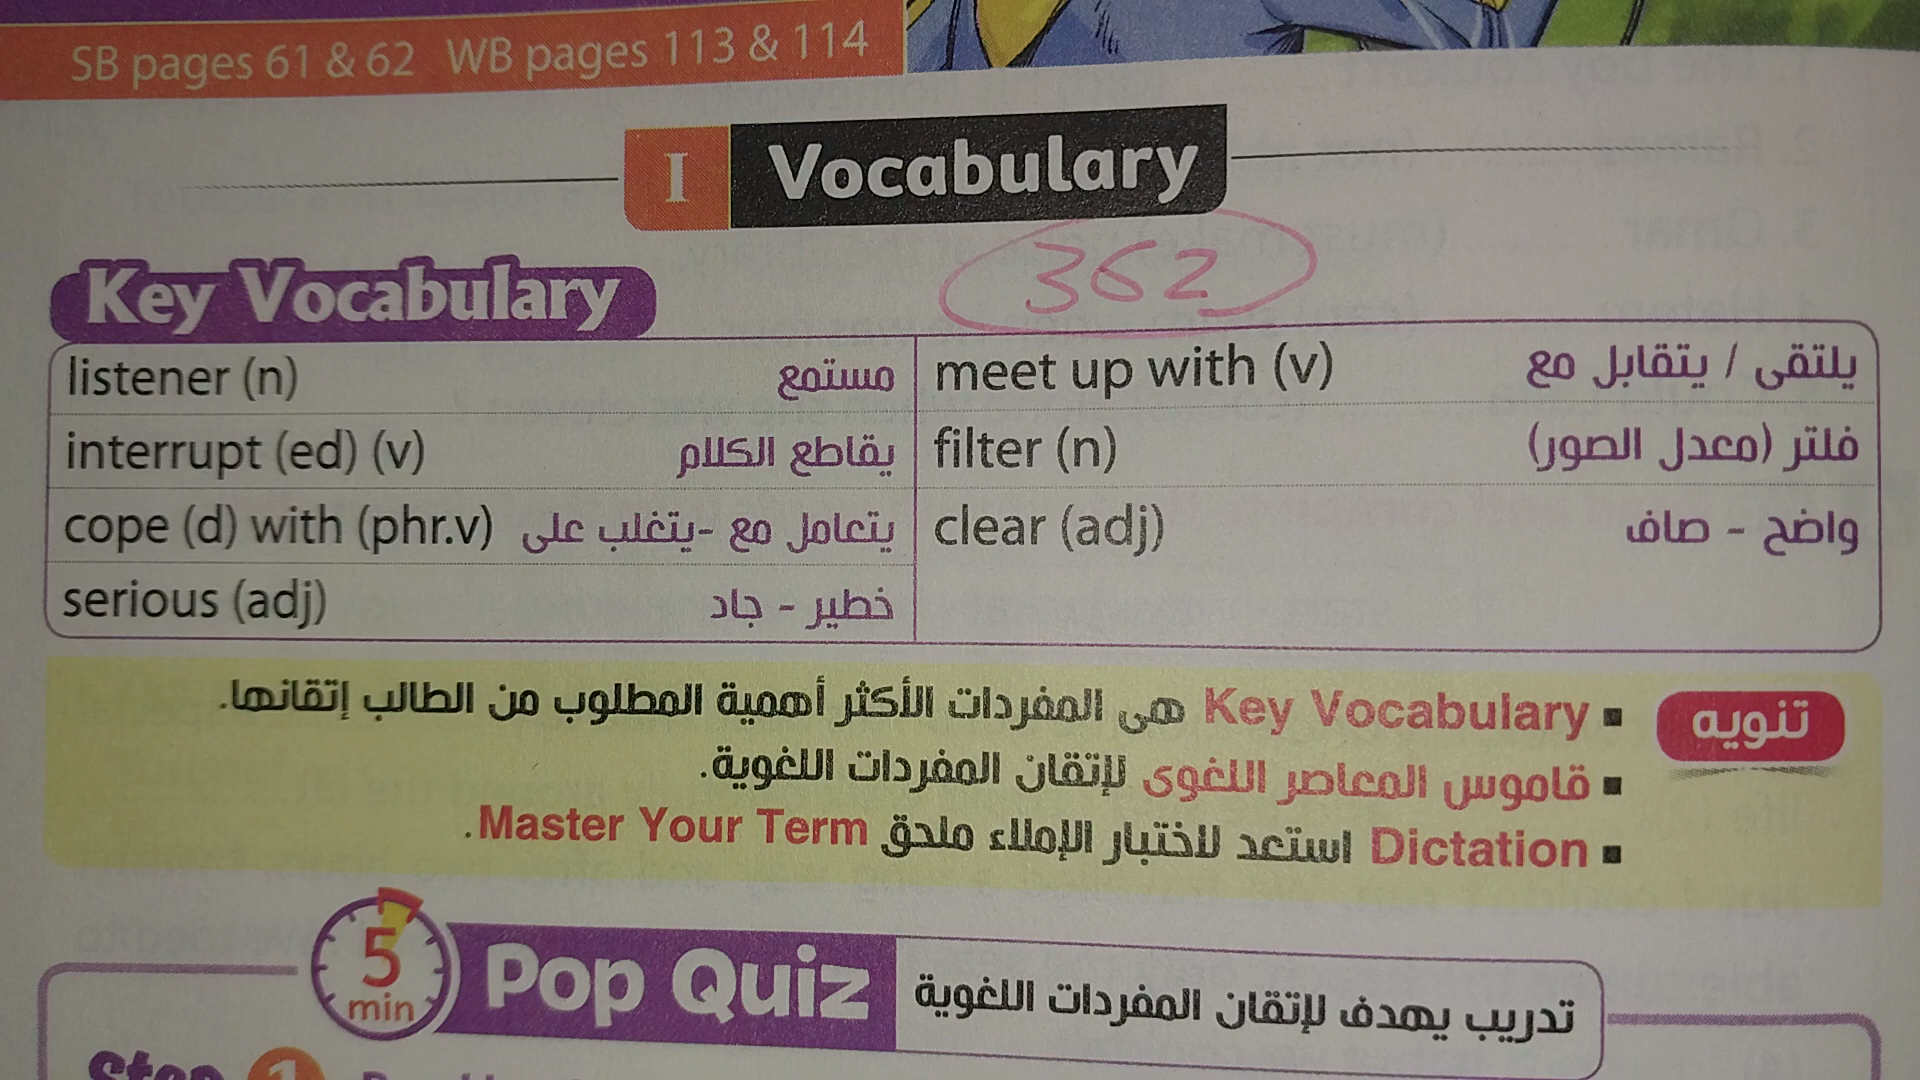 SB pages 61 & 62 WB pages 113 & 114
I Vocabulary
362
Key Vocabulary
listener (n) مستمع
interrupt (ed) (v) يقاطع الكلام
cope (d) with (phr.v) يتعامل مع -يتغلب على
serious (adj) خطير - جاد
meet up with (v) يلتقى / يتقابل مع
filter (n) فلتر (معدل الصور)
clear (adj) واضح - صاف
تنويه
▪ Key Vocabulary هى المفردات الأكثر أهمية المطلوب من الطالب إتقانها.
▪ قاموس المعاصر اللغوى لإتقان المفردات اللغوية.
▪ Dictation استعد لاختبار الإملاء ملحق Master Your Term.
5 min
Pop Quiz تدريب يهدف لإتقان المفردات اللغوية
Step 1